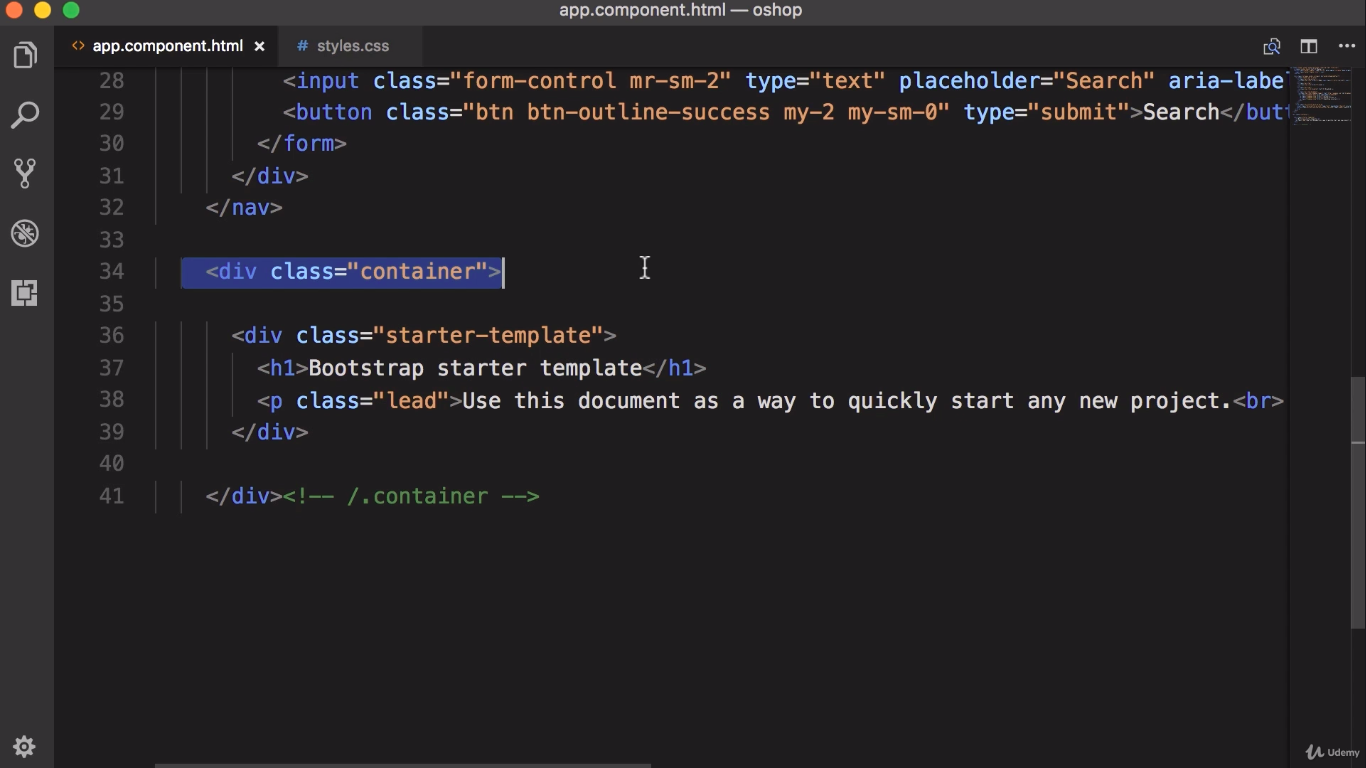 app.component.html — oshop
<> app.component.html × # styles.css
28 <input class="form-control mr-sm-2" type="text" placeholder="Search" aria-labe
29 <button class="btn btn-outline-success my-2 my-sm-0" type="submit">Search</but
30 </form>
31 </div>
32 </nav>
33
34 <div class="container">
35
36 <div class="starter-template">
37 <h1>Bootstrap starter template</h1>
38 <p class="lead">Use this document as a way to quickly start any new project.<br>
39 </div>
40
41 </div><!-- /.container -->
Udemy